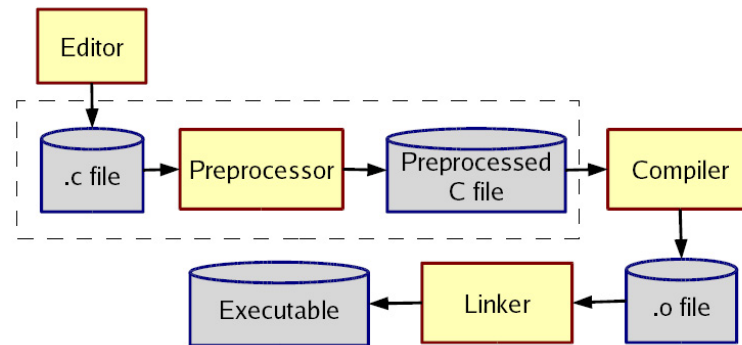 Editor
.c file
Preprocessor
Preprocessed
C file
Compiler
Executable
Linker
.o file